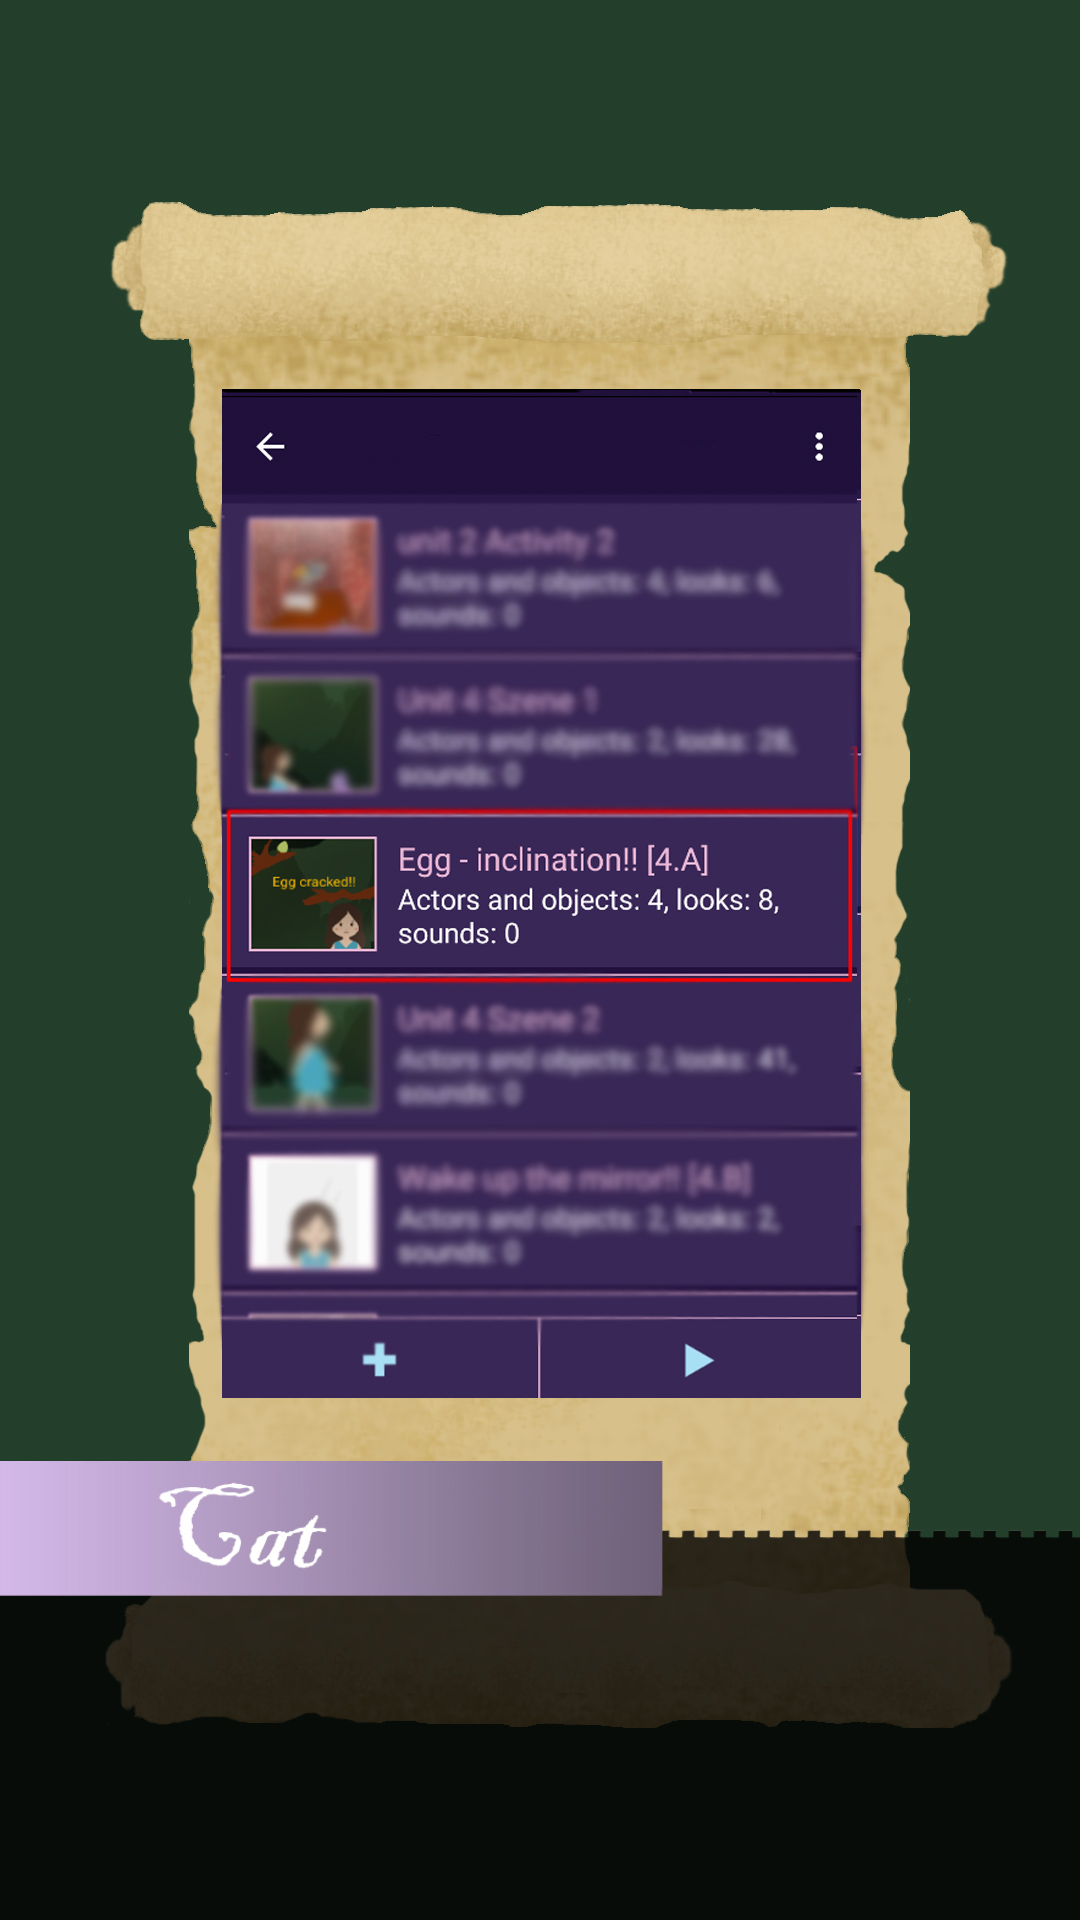 unit 2 Activity 2
Actors and objects: 4, looks: 6,
sounds: 0
Unit 4 Szene 1
Actors and objects: 2, looks: 28,
sounds: 0
Egg cracked!!
Egg - inclination!! [4.A]
Actors and objects: 4, looks: 8,
sounds: 0
Unit 4 Szene 2
Actors and objects: 2, looks: 41,
sounds: 0
Wake up the mirror!! [4.B]
Actors and objects: 2, looks: 2,
sounds: 0
Cat